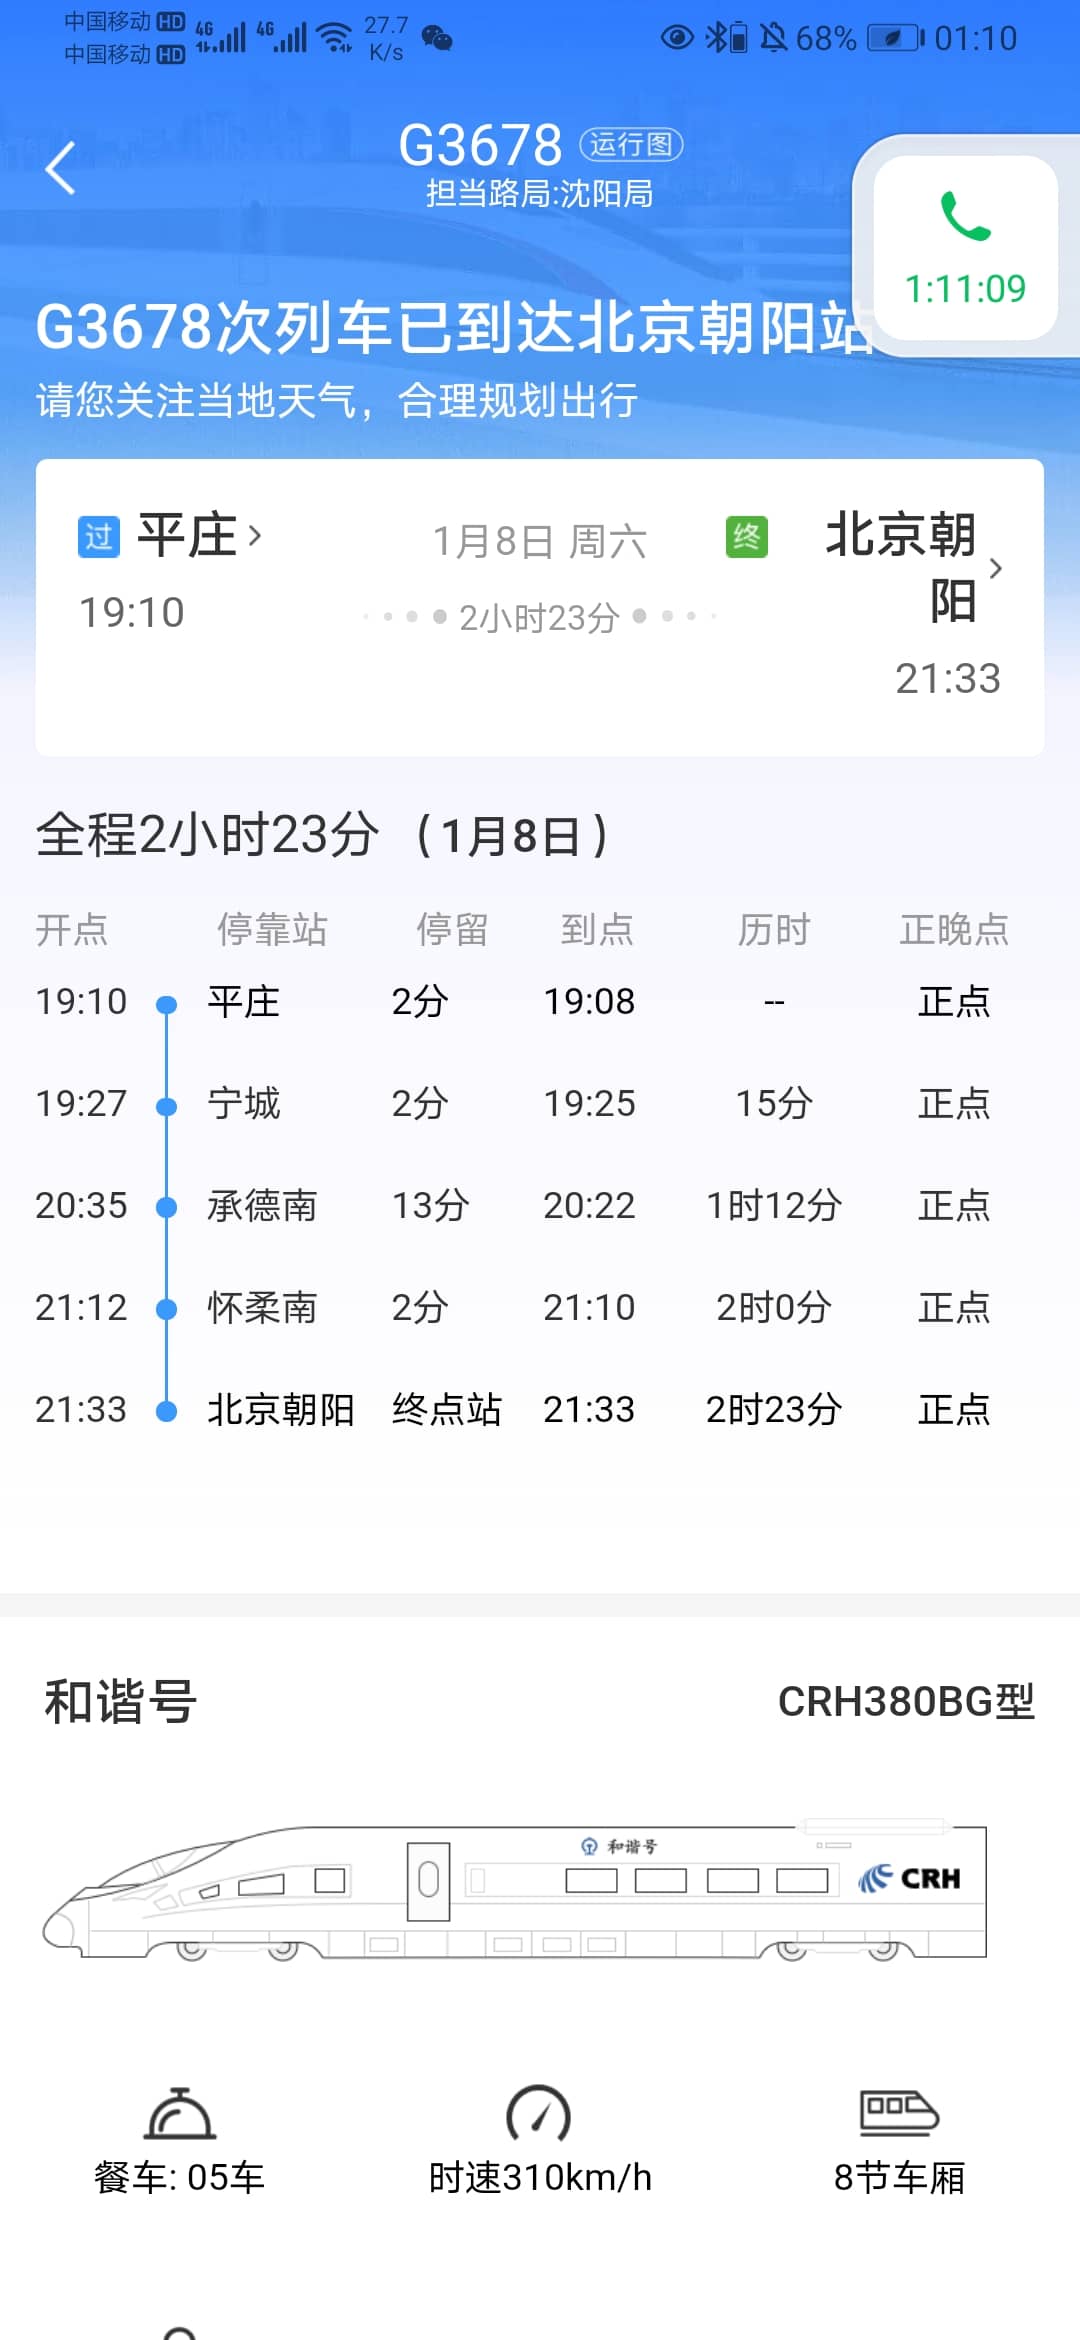 中国移动 HD 4G 4G 27.7 K/s 68% 01:10
中国移动 HD
G3678 运行图
担当路局:沈阳局
1:11:09
G3678次列车已到达北京朝阳站
请您关注当地天气，合理规划出行
过 平庄 1月8日 周六 终 北京朝阳
19:10 2小时23分
21:33
全程2小时23分（1月8日）
开点 停靠站 停留 到点 历时 正晚点
19:10 平庄 2分 19:08 -- 正点
19:27 宁城 2分 19:25 15分 正点
20:35 承德南 13分 20:22 1时12分 正点
21:12 怀柔南 2分 21:10 2时0分 正点
21:33 北京朝阳 终点站 21:33 2时23分 正点
和谐号 CRH380BG型
和谐号
CRH
餐车: 05车 时速310km/h 8节车厢